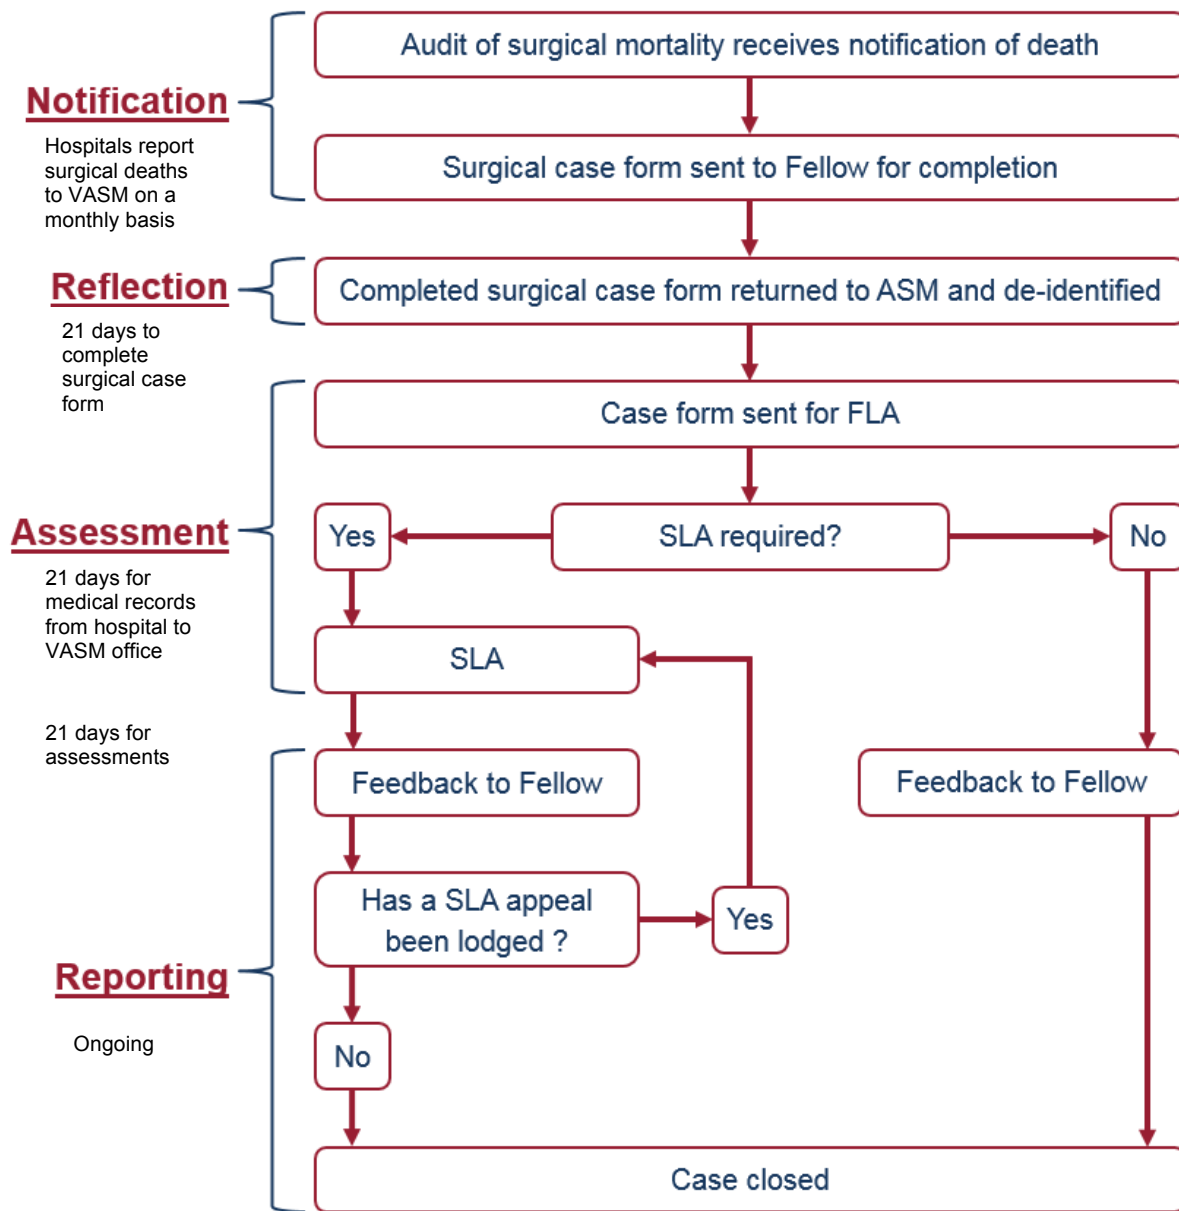 Audit of surgical mortality receives notification of death
Notification
Hospitals report
surgical deaths
to VASM on a
monthly basis
Surgical case form sent to Fellow for completion
Reflection
21 days to
complete
surgical case
form
Completed surgical case form returned to ASM and de-identified
Case form sent for FLA
Assessment
21 days for
medical records
from hospital to
VASM office
Yes
SLA required?
No
SLA
21 days for
assessments
Feedback to Fellow
Feedback to Fellow
Has a SLA appeal
been lodged ?
Yes
Reporting
Ongoing
No
Case closed